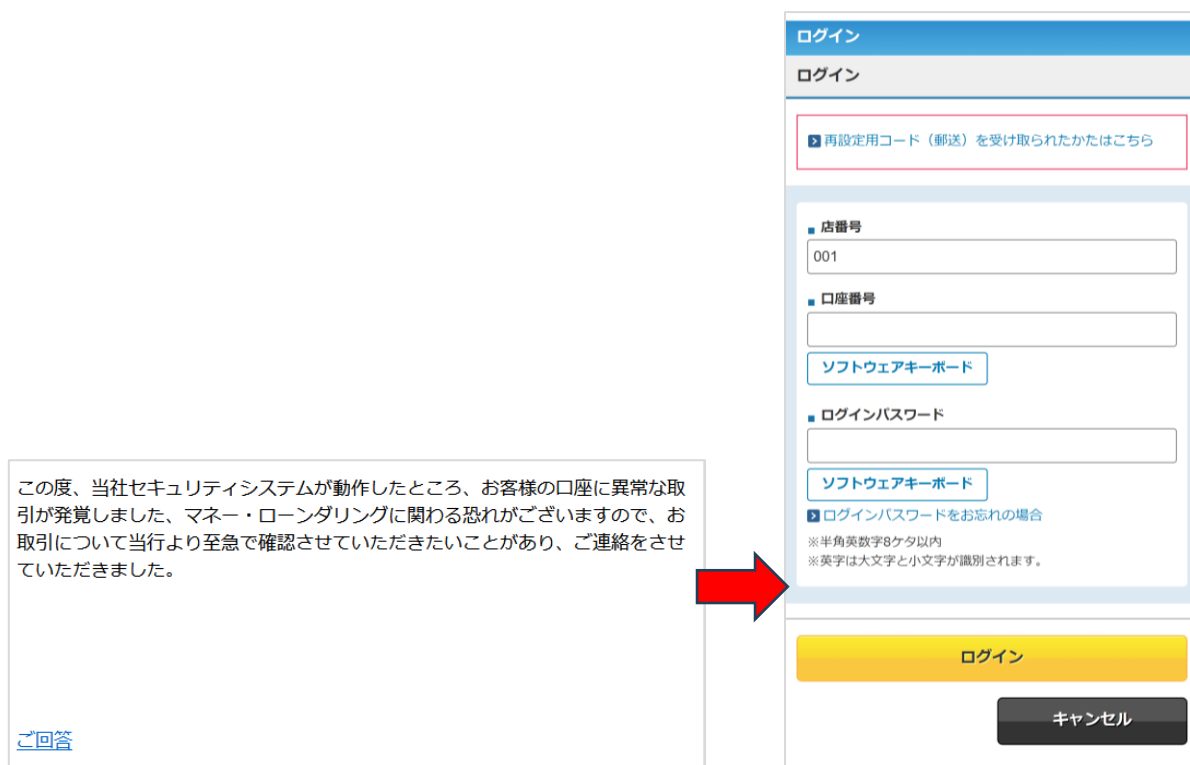 この度、当社セキュリティシステムが動作したところ、お客様の口座に異常な取
引が発覚しました、マネー・ローンダリングに関わる恐れがございますので、お
取引について当行より至急で確認させていただきたいことがあり、ご連絡をさせ
ていただきました。
ご回答
ログイン
ログイン
再設定用コード（郵送）を受け取られたかたはこちら
店番号
001
口座番号
ソフトウェアキーボード
ログインパスワード
ソフトウェアキーボード
ログインパスワードをお忘れの場合
※半角英数字8ケタ以内
※英字は大文字と小文字が識別されます。
ログイン
キャンセル